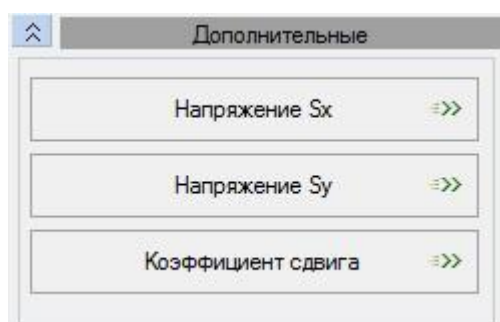 Дополнительные
Напряжение Sx
Напряжение Sy
Коэффициент сдвига